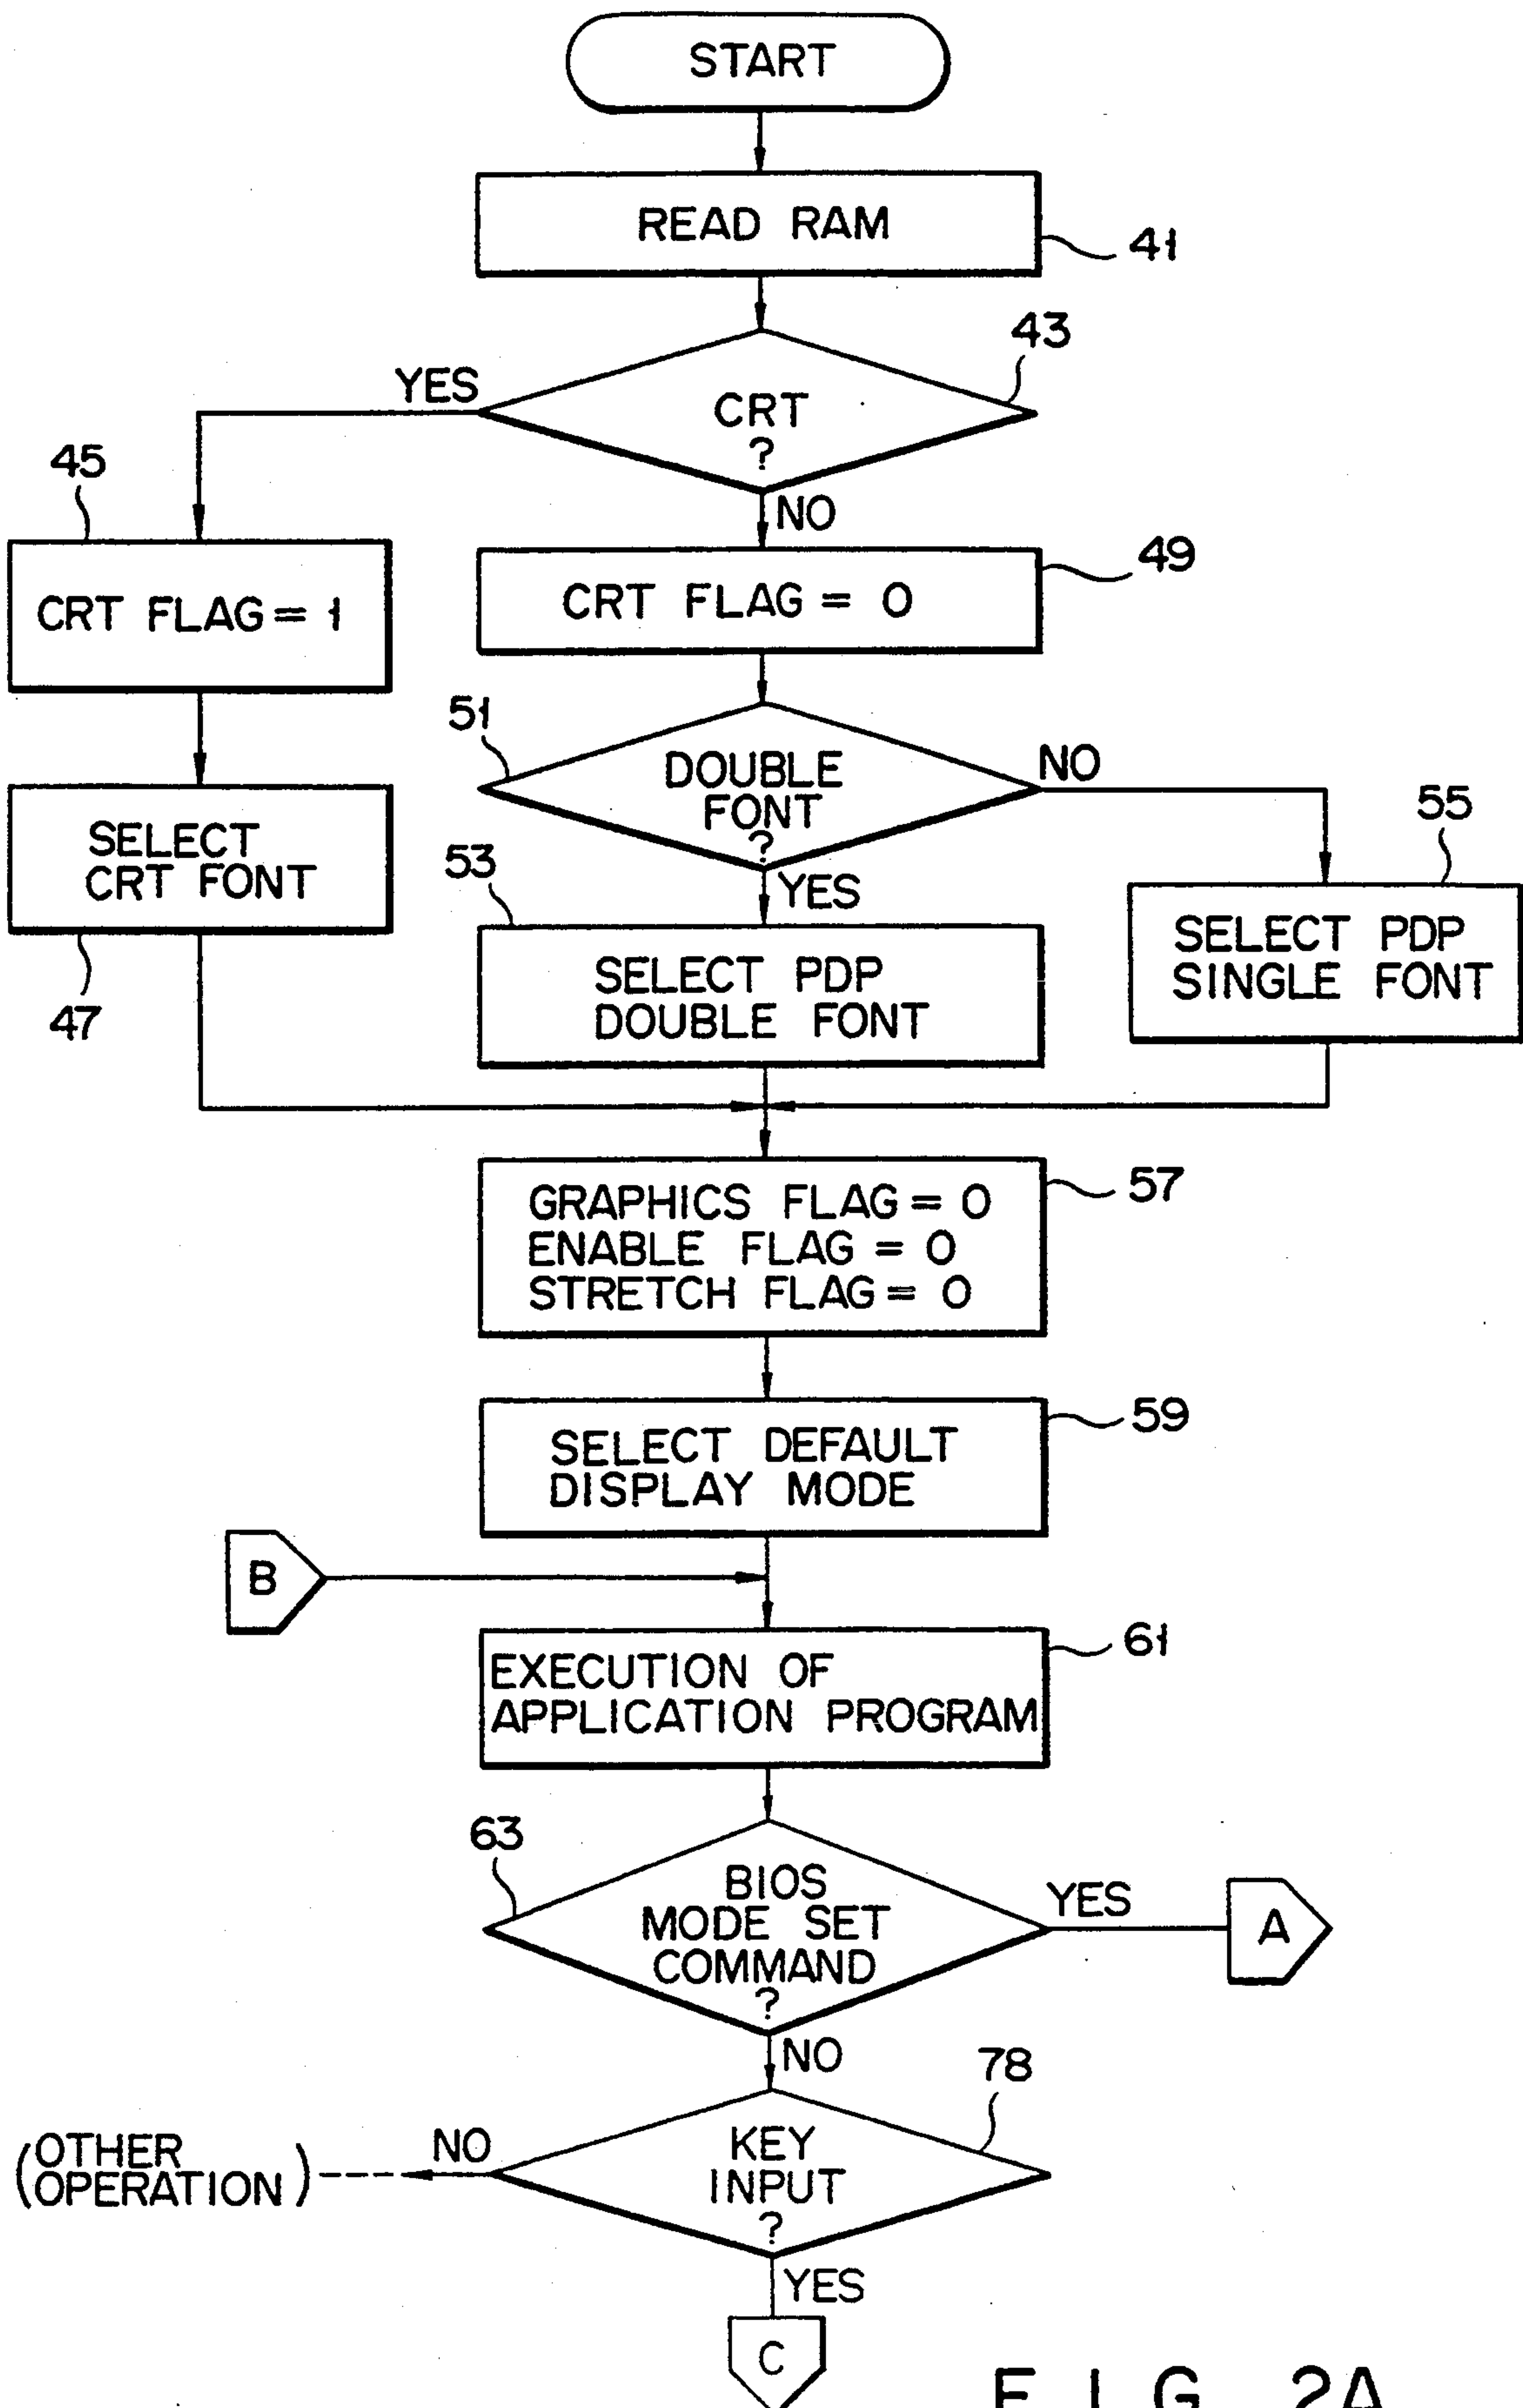 START
READ RAM
41
43
YES
CRT
?
NO
45
CRT FLAG = 1
49
CRT FLAG = 0
51
DOUBLE
FONT
?
NO
YES
SELECT
CRT FONT
47
53
SELECT PDP
DOUBLE FONT
55
SELECT PDP
SINGLE FONT
57
GRAPHICS FLAG = 0
ENABLE FLAG = 0
STRETCH FLAG = 0
59
SELECT DEFAULT
DISPLAY MODE
B
61
EXECUTION OF
APPLICATION PROGRAM
63
BIOS
MODE SET
COMMAND
?
YES
A
NO
78
KEY
INPUT
?
NO
(OTHER
OPERATION)
YES
C
FIG. 2A